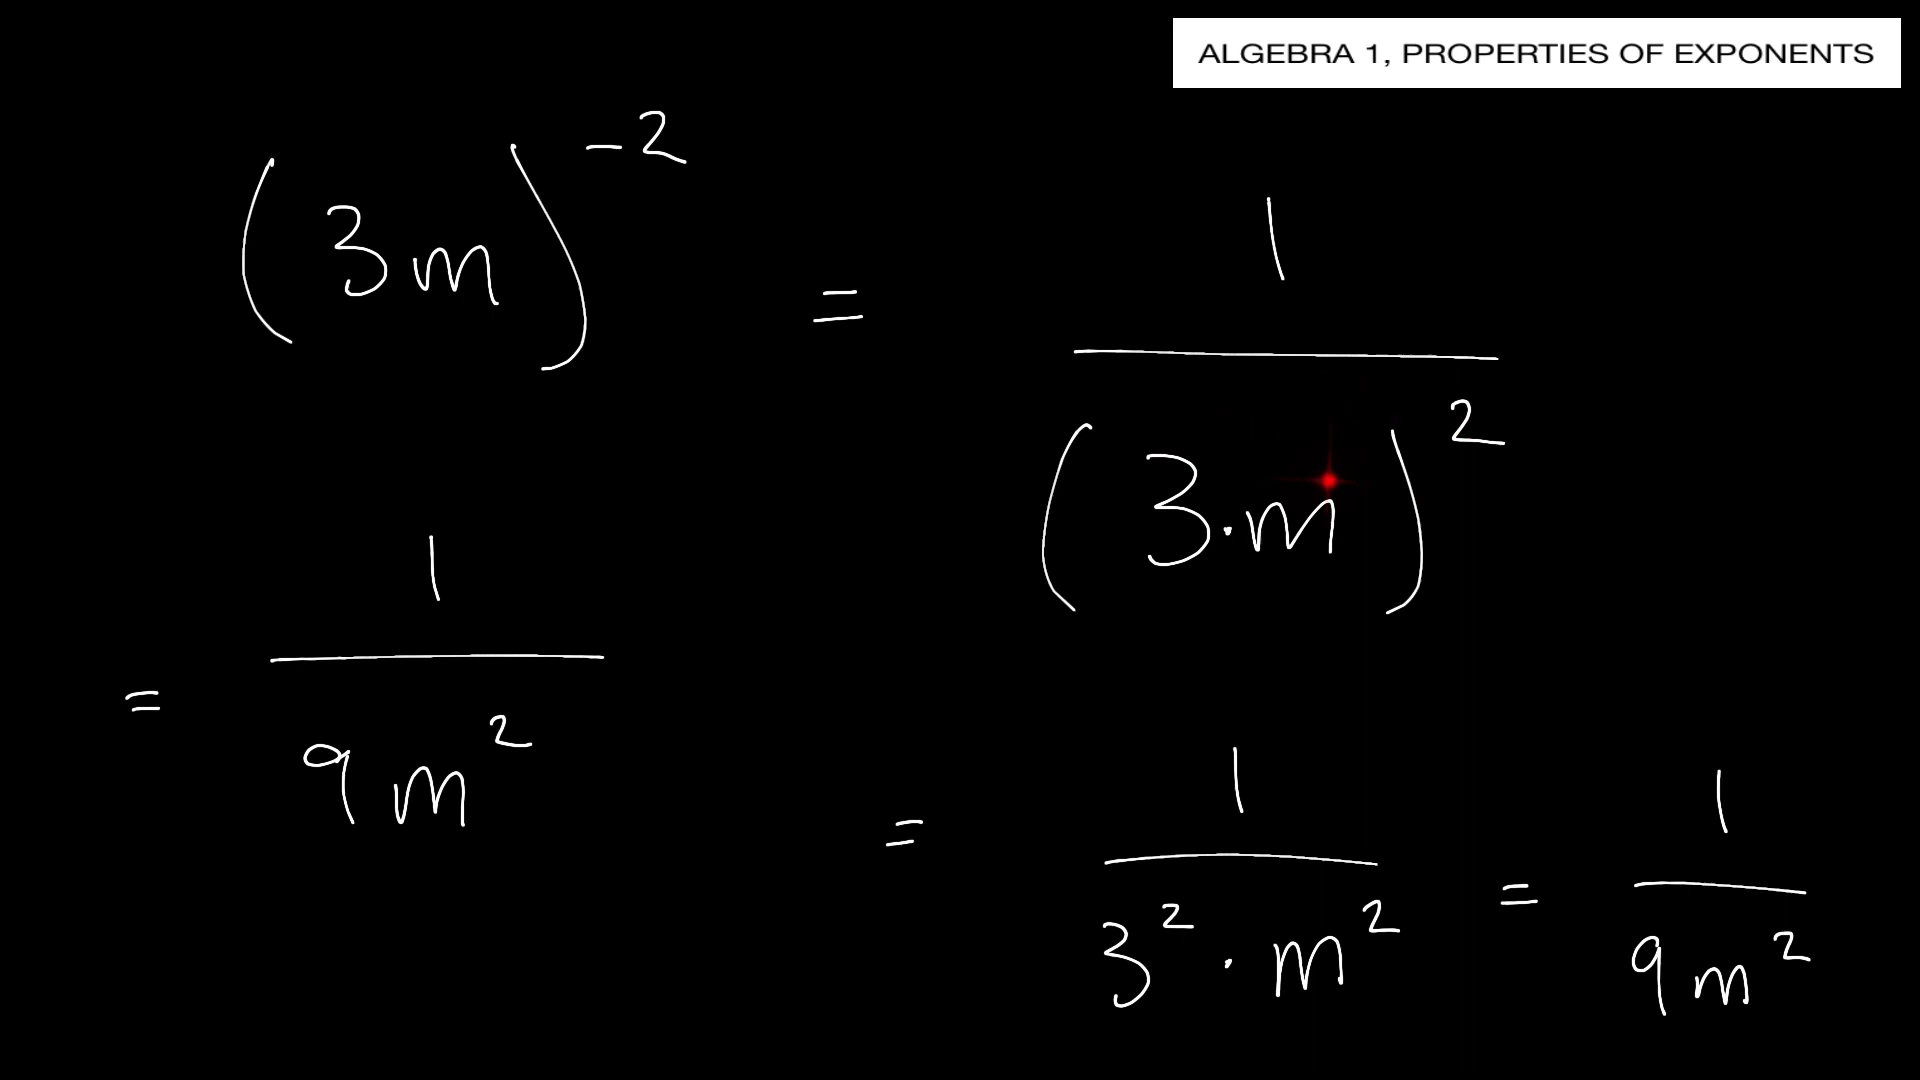 ALGEBRA 1, PROPERTIES OF EXPONENTS
(3m)^-2 = 1/(3·m)^2
= 1/9m^2
= 1/3^2·m^2 = 1/9m^2